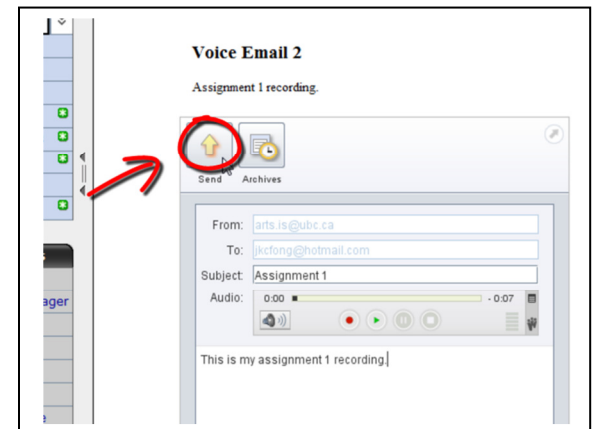 Voice Email 2
Assignment 1 recording.
Send Archives
From: arts.is@ubc.ca
To: jkcfong@hotmail.com
Subject: Assignment 1
Audio: 0:00 - 0:07
ager
This is my assignment 1 recording.